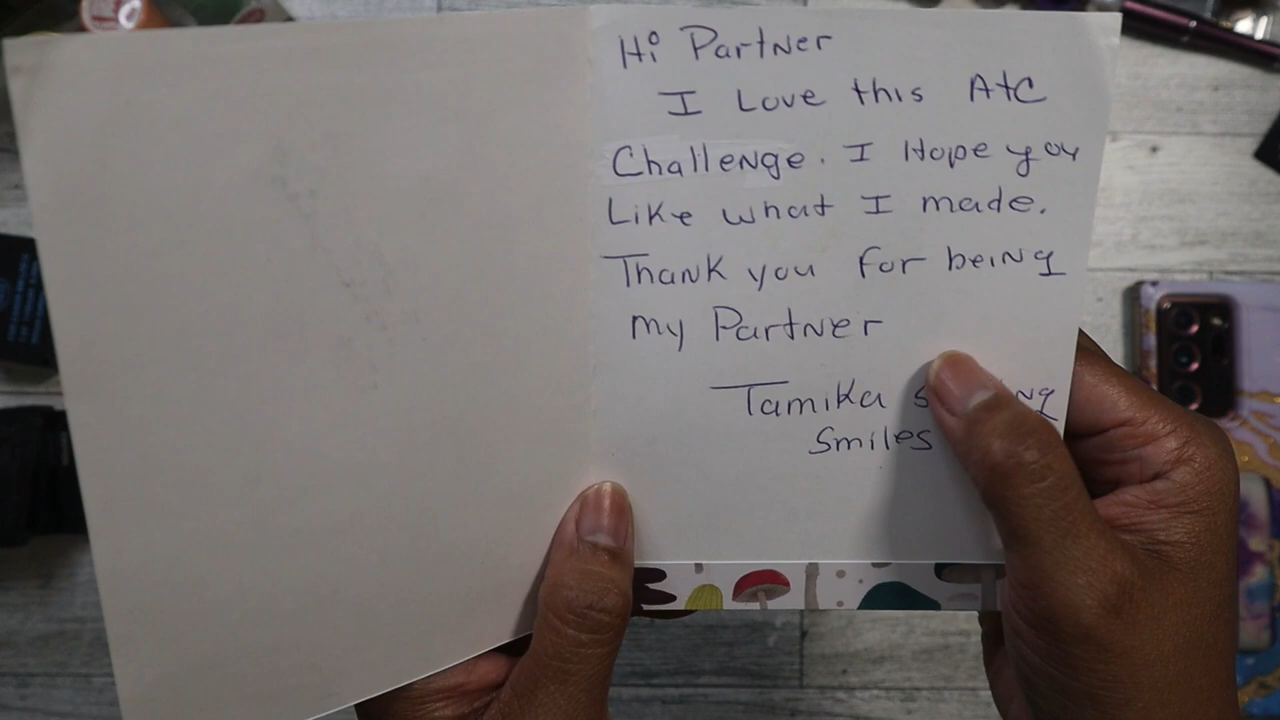 Hi Partner
I Love this AtC
Challenge. I Hope you
Like what I made.
Thank you for being
my Partner
Tamika
Smiles